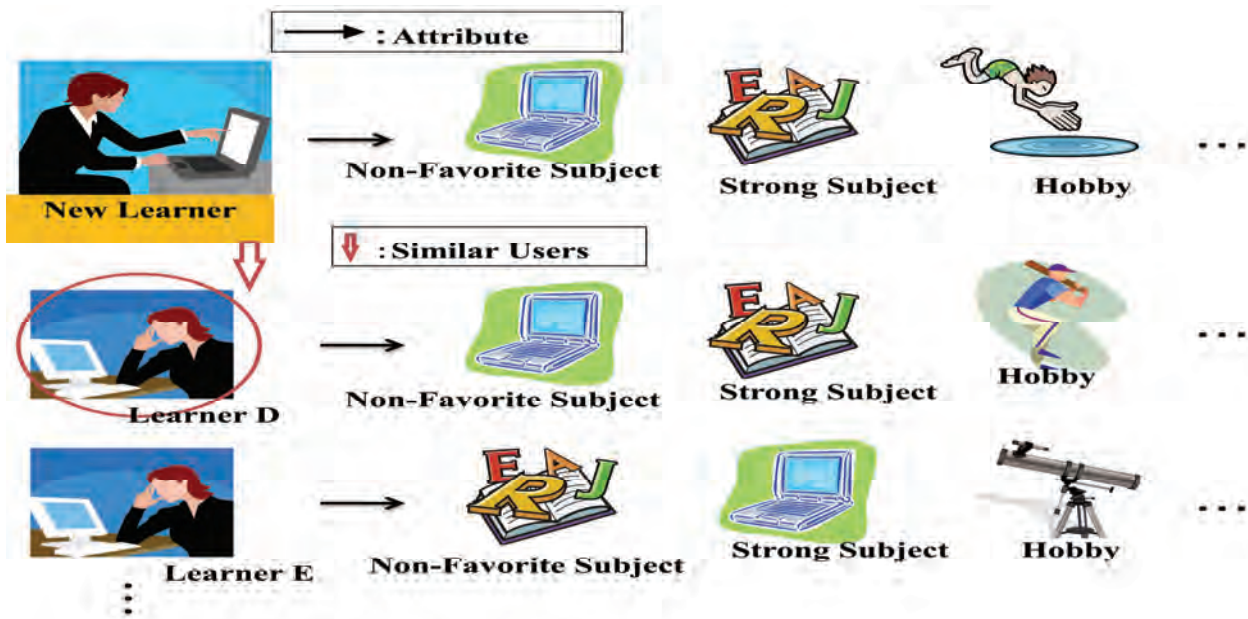 : Attribute
Non-Favorite Subject
Strong Subject
Hobby
. . .
New Learner
: Similar Users
Learner D
Non-Favorite Subject
Strong Subject
Hobby
. . .
Learner E
Non-Favorite Subject
Strong Subject
Hobby
. . .
E A R J
E A R J
E A R J